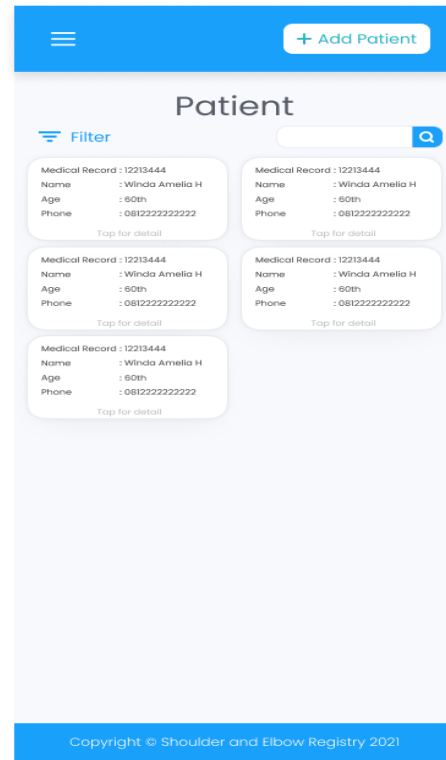 + Add Patient
Patient
Filter
Medical Record : 12213444
Name : Winda Amelia H
Age : 60th
Phone : 0812222222222
Tap for detail
Medical Record : 12213444
Name : Winda Amelia H
Age : 60th
Phone : 0812222222222
Tap for detail
Medical Record : 12213444
Name : Winda Amelia H
Age : 60th
Phone : 0812222222222
Tap for detail
Medical Record : 12213444
Name : Winda Amelia H
Age : 60th
Phone : 0812222222222
Tap for detail
Medical Record : 12213444
Name : Winda Amelia H
Age : 60th
Phone : 0812222222222
Tap for detail
Copyright © Shoulder and Elbow Registry 2021